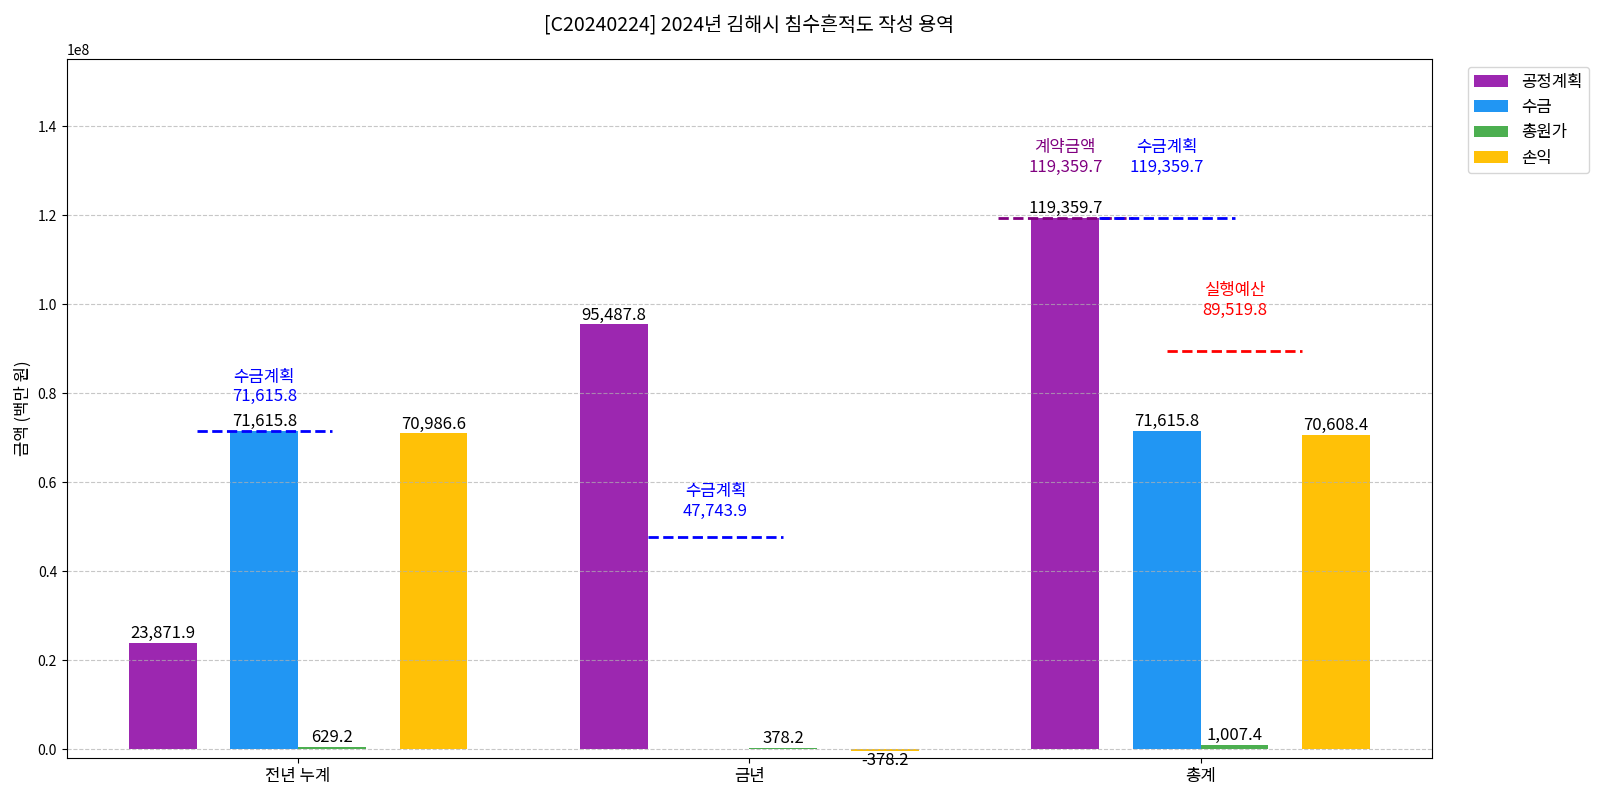 [C20240224] 2024년 김해시 침수흔적도 작성 용역
1e8
공정계획
수금
총원가
손익
1.4
1.2
1.0
0.8
0.6
0.4
0.2
0.0
금액 (백만 원)
계약금액
119,359.7
수금계획
119,359.7
119,359.7
실행예산
89,519.8
95,487.8
수금계획
71,615.8
71,615.8
70,986.6
71,615.8
70,608.4
수금계획
47,743.9
23,871.9
629.2
378.2
-378.2
1,007.4
전년 누계
금년
총계